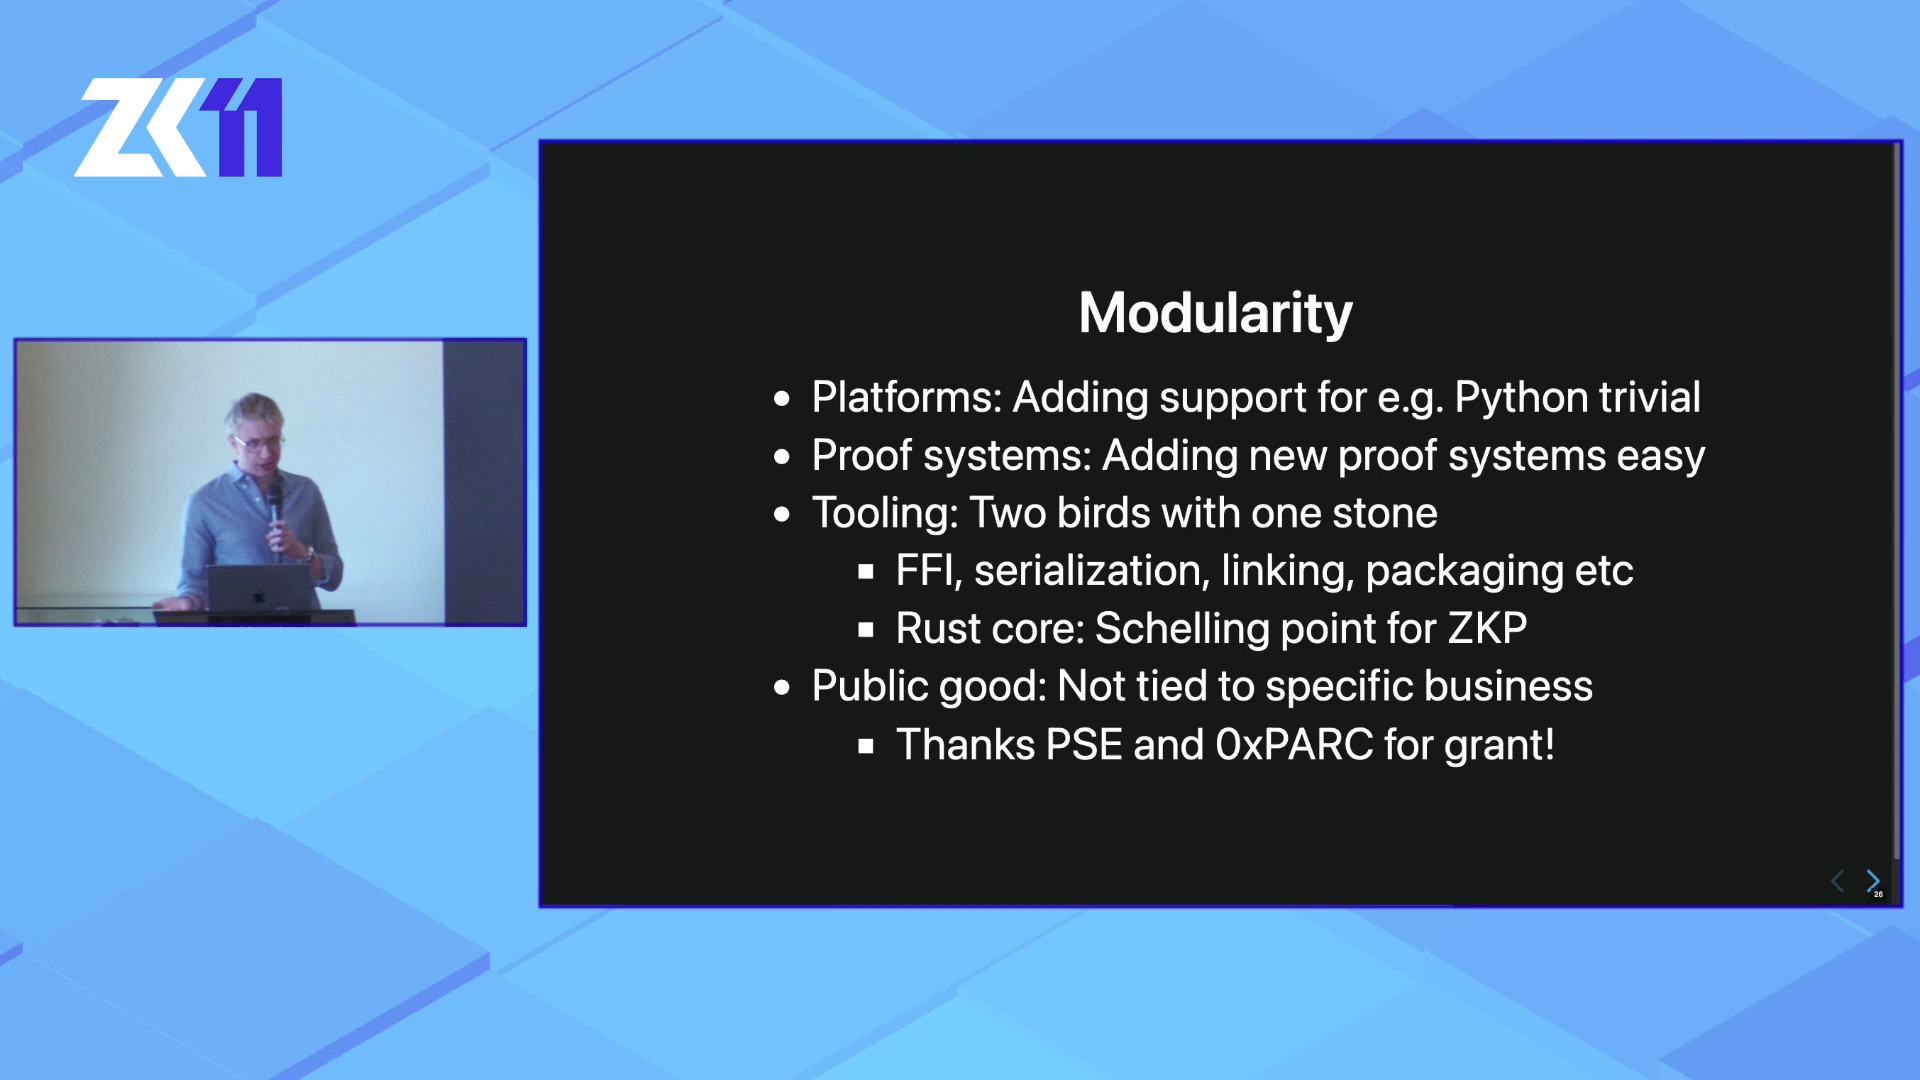 ZK11
Modularity
Platforms: Adding support for e.g. Python trivial
Proof systems: Adding new proof systems easy
Tooling: Two birds with one stone
FFI, serialization, linking, packaging etc
Rust core: Schelling point for ZKP
Public good: Not tied to specific business
Thanks PSE and 0xPARC for grant!
26